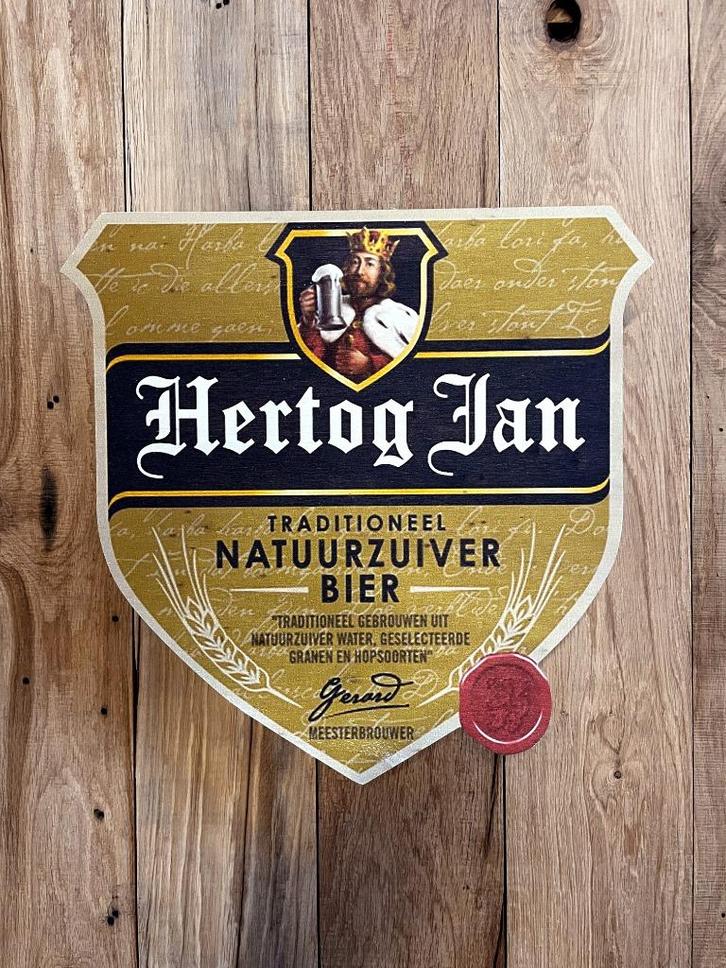 Hertog Jan
TRADITIONEEL
NATUURZUIVER
BIER
"TRADITIONEEL GEBROUWEN UIT
NATUURZUIVER WATER, GESELECTEERDE
GRANEN EN HOPSOORTEN"
Gerard
MEESTERBROUWER